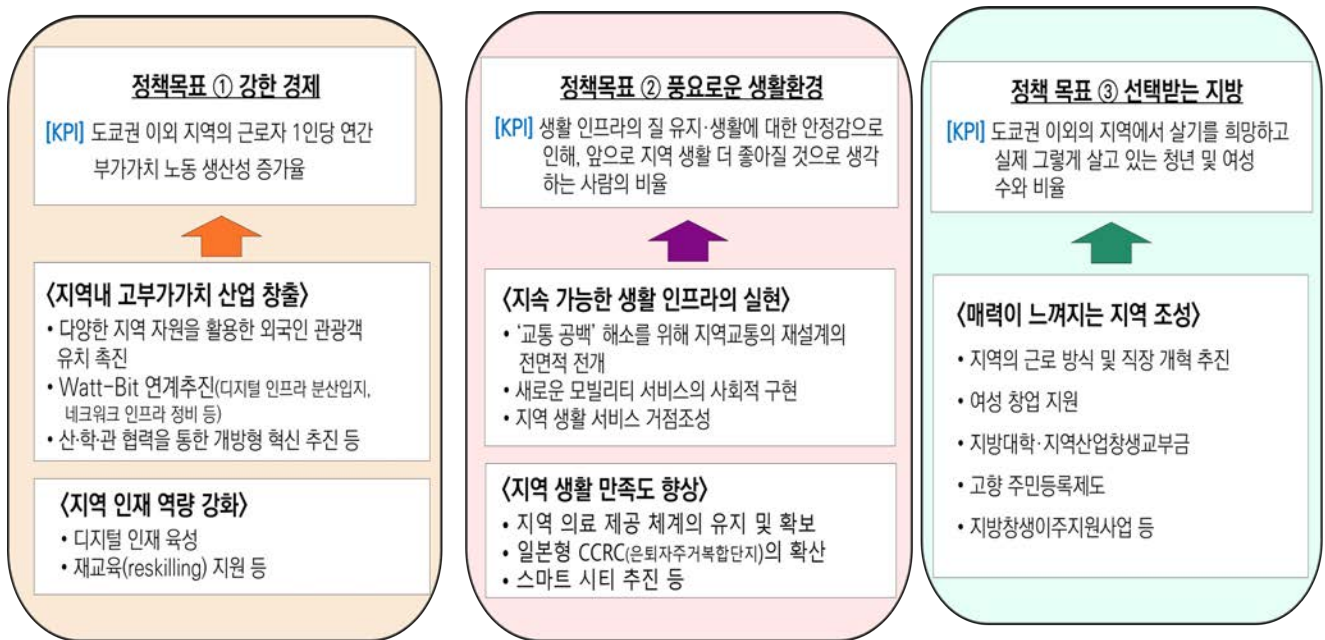 정책목표 ① 강한 경제
[KPI] 도쿄권 이외 지역의 근로자 1인당 연간
부가가치 노동 생산성 증가율
〈지역내 고부가가치 산업 창출〉
• 다양한 지역 자원을 활용한 외국인 관광객
유치 촉진
• Watt-Bit 연계추진(디지털 인프라 분산입지,
네크워크 인프라 정비 등)
• 산·학·관 협력을 통한 개방형 혁신 추진 등
〈지역 인재 역량 강화〉
• 디지털 인재 육성
• 재교육(reskilling) 지원 등
정책목표 ② 풍요로운 생활환경
[KPI] 생활 인프라의 질 유지·생활에 대한 안정감으로
인해, 앞으로 지역 생활 더 좋아질 것으로 생각
하는 사람의 비율
〈지속 가능한 생활 인프라의 실현〉
• ‘교통 공백’ 해소를 위해 지역교통의 재설계의
전면적 전개
• 새로운 모빌리티 서비스의 사회적 구현
• 지역 생활 서비스 거점조성
〈지역 생활 만족도 향상〉
• 지역 의료 제공 체계의 유지 및 확보
• 일본형 CCRC(은퇴자주거복합단지)의 확산
• 스마트 시티 추진 등
정책 목표 ③ 선택받는 지방
[KPI] 도쿄권 이외의 지역에서 살기를 희망하고
실제 그렇게 살고 있는 청년 및 여성
수와 비율
〈매력이 느껴지는 지역 조성〉
• 지역의 근로 방식 및 직장 개혁 추진
• 여성 창업 지원
• 지방대학·지역산업창생교부금
• 고향 주민등록제도
• 지방창생이주지원사업 등